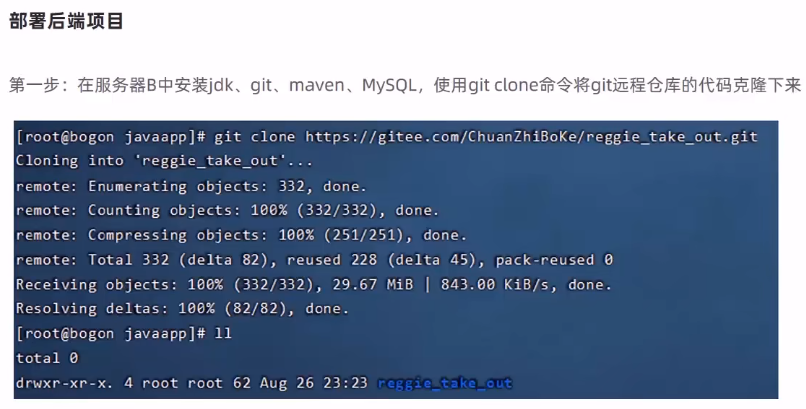 部署后端项目
第一步：在服务器B中安装jdk、git、maven、MySQL，使用git clone命令将git远程仓库的代码克隆下来
[root@bogon javaapp]# git clone https://gitee.com/ChuanZhiBoKe/reggie_take_out.git
Cloning into 'reggie_take_out'...
remote: Enumerating objects: 332, done.
remote: Counting objects: 100% (332/332), done.
remote: Compressing objects: 100% (251/251), done.
remote: Total 332 (delta 82), reused 228 (delta 45), pack-reused 0
Receiving objects: 100% (332/332), 29.67 MiB | 843.00 KiB/s, done.
Resolving deltas: 100% (82/82), done.
[root@bogon javaapp]# ll
total 0
drwxr-xr-x. 4 root root 62 Aug 26 23:23 reggie_take_out